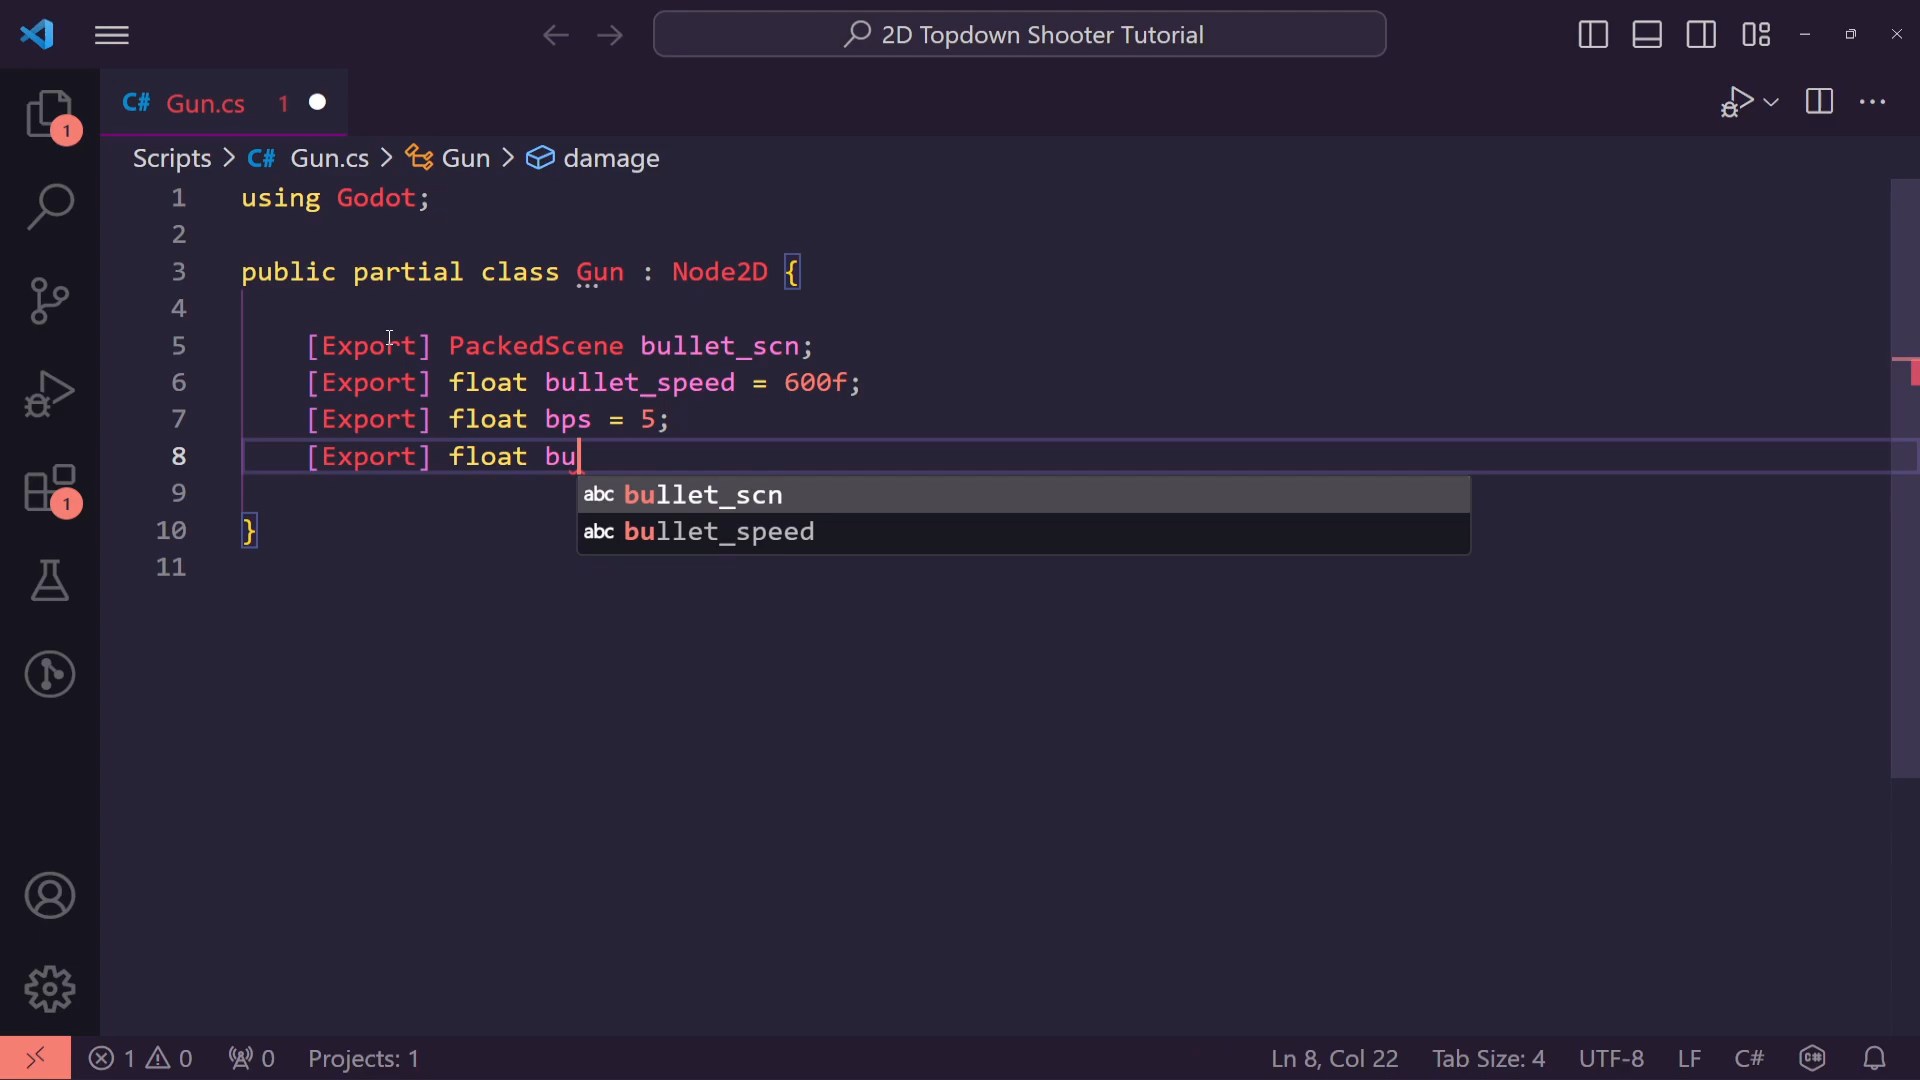 2D Topdown Shooter Tutorial
C# Gun.cs 1
1
Scripts > C# Gun.cs > Gun > damage
1 using Godot;
2
3 public partial class Gun : Node2D {
4
5 [Export] PackedScene bullet_scn;
6 [Export] float bullet_speed = 600f;
7 [Export] float bps = 5;
8 [Export] float bu
9
abc bullet_scn
1
10 }
abc bullet_speed
11
1 0 0 Projects: 1 Ln 8, Col 22 Tab Size: 4 UTF-8 LF C#